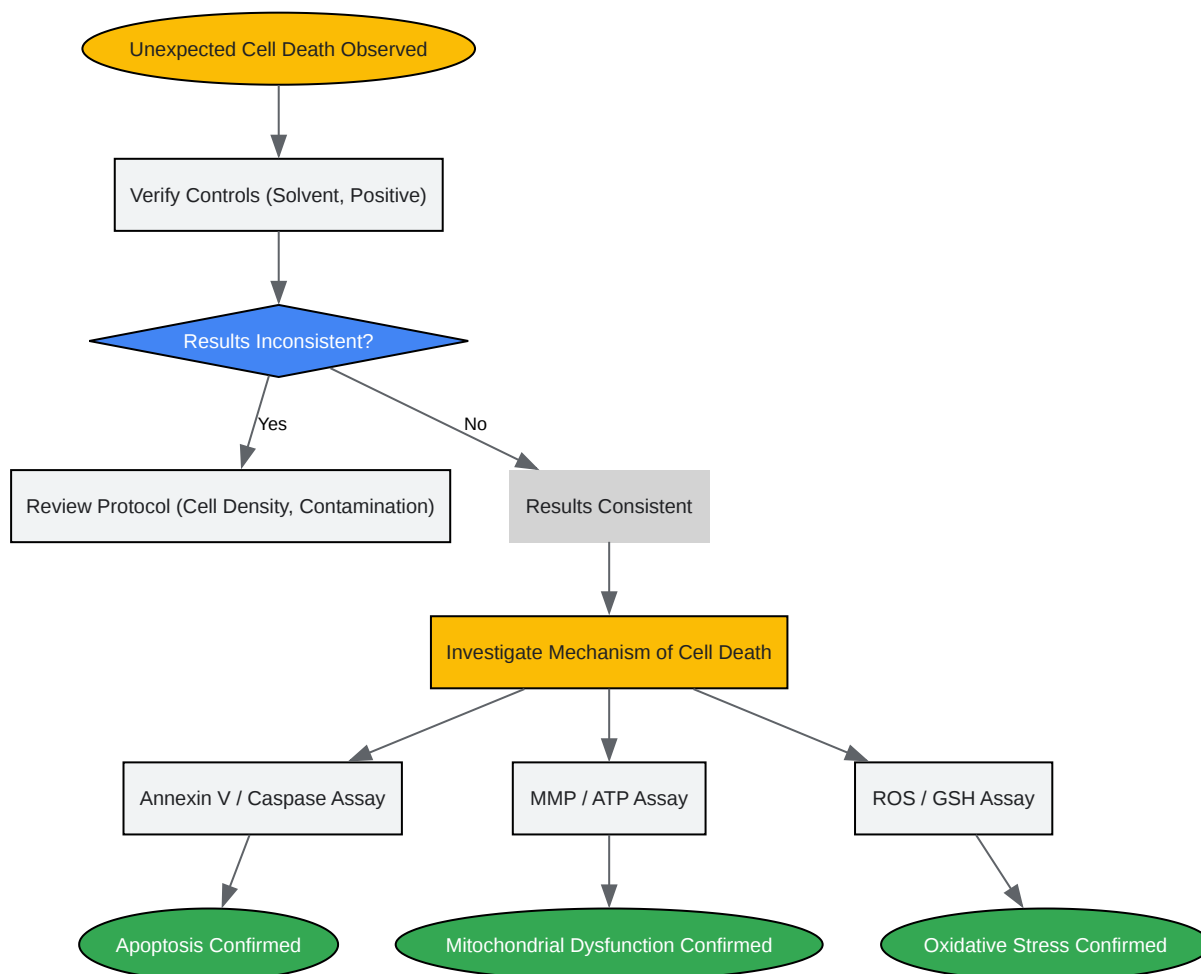 Unexpected Cell Death Observed
Verify Controls (Solvent, Positive)
Results Inconsistent?
Yes
No
Review Protocol (Cell Density, Contamination)
Results Consistent
Investigate Mechanism of Cell Death
Annexin V / Caspase Assay
MMP / ATP Assay
ROS / GSH Assay
Apoptosis Confirmed
Mitochondrial Dysfunction Confirmed
Oxidative Stress Confirmed